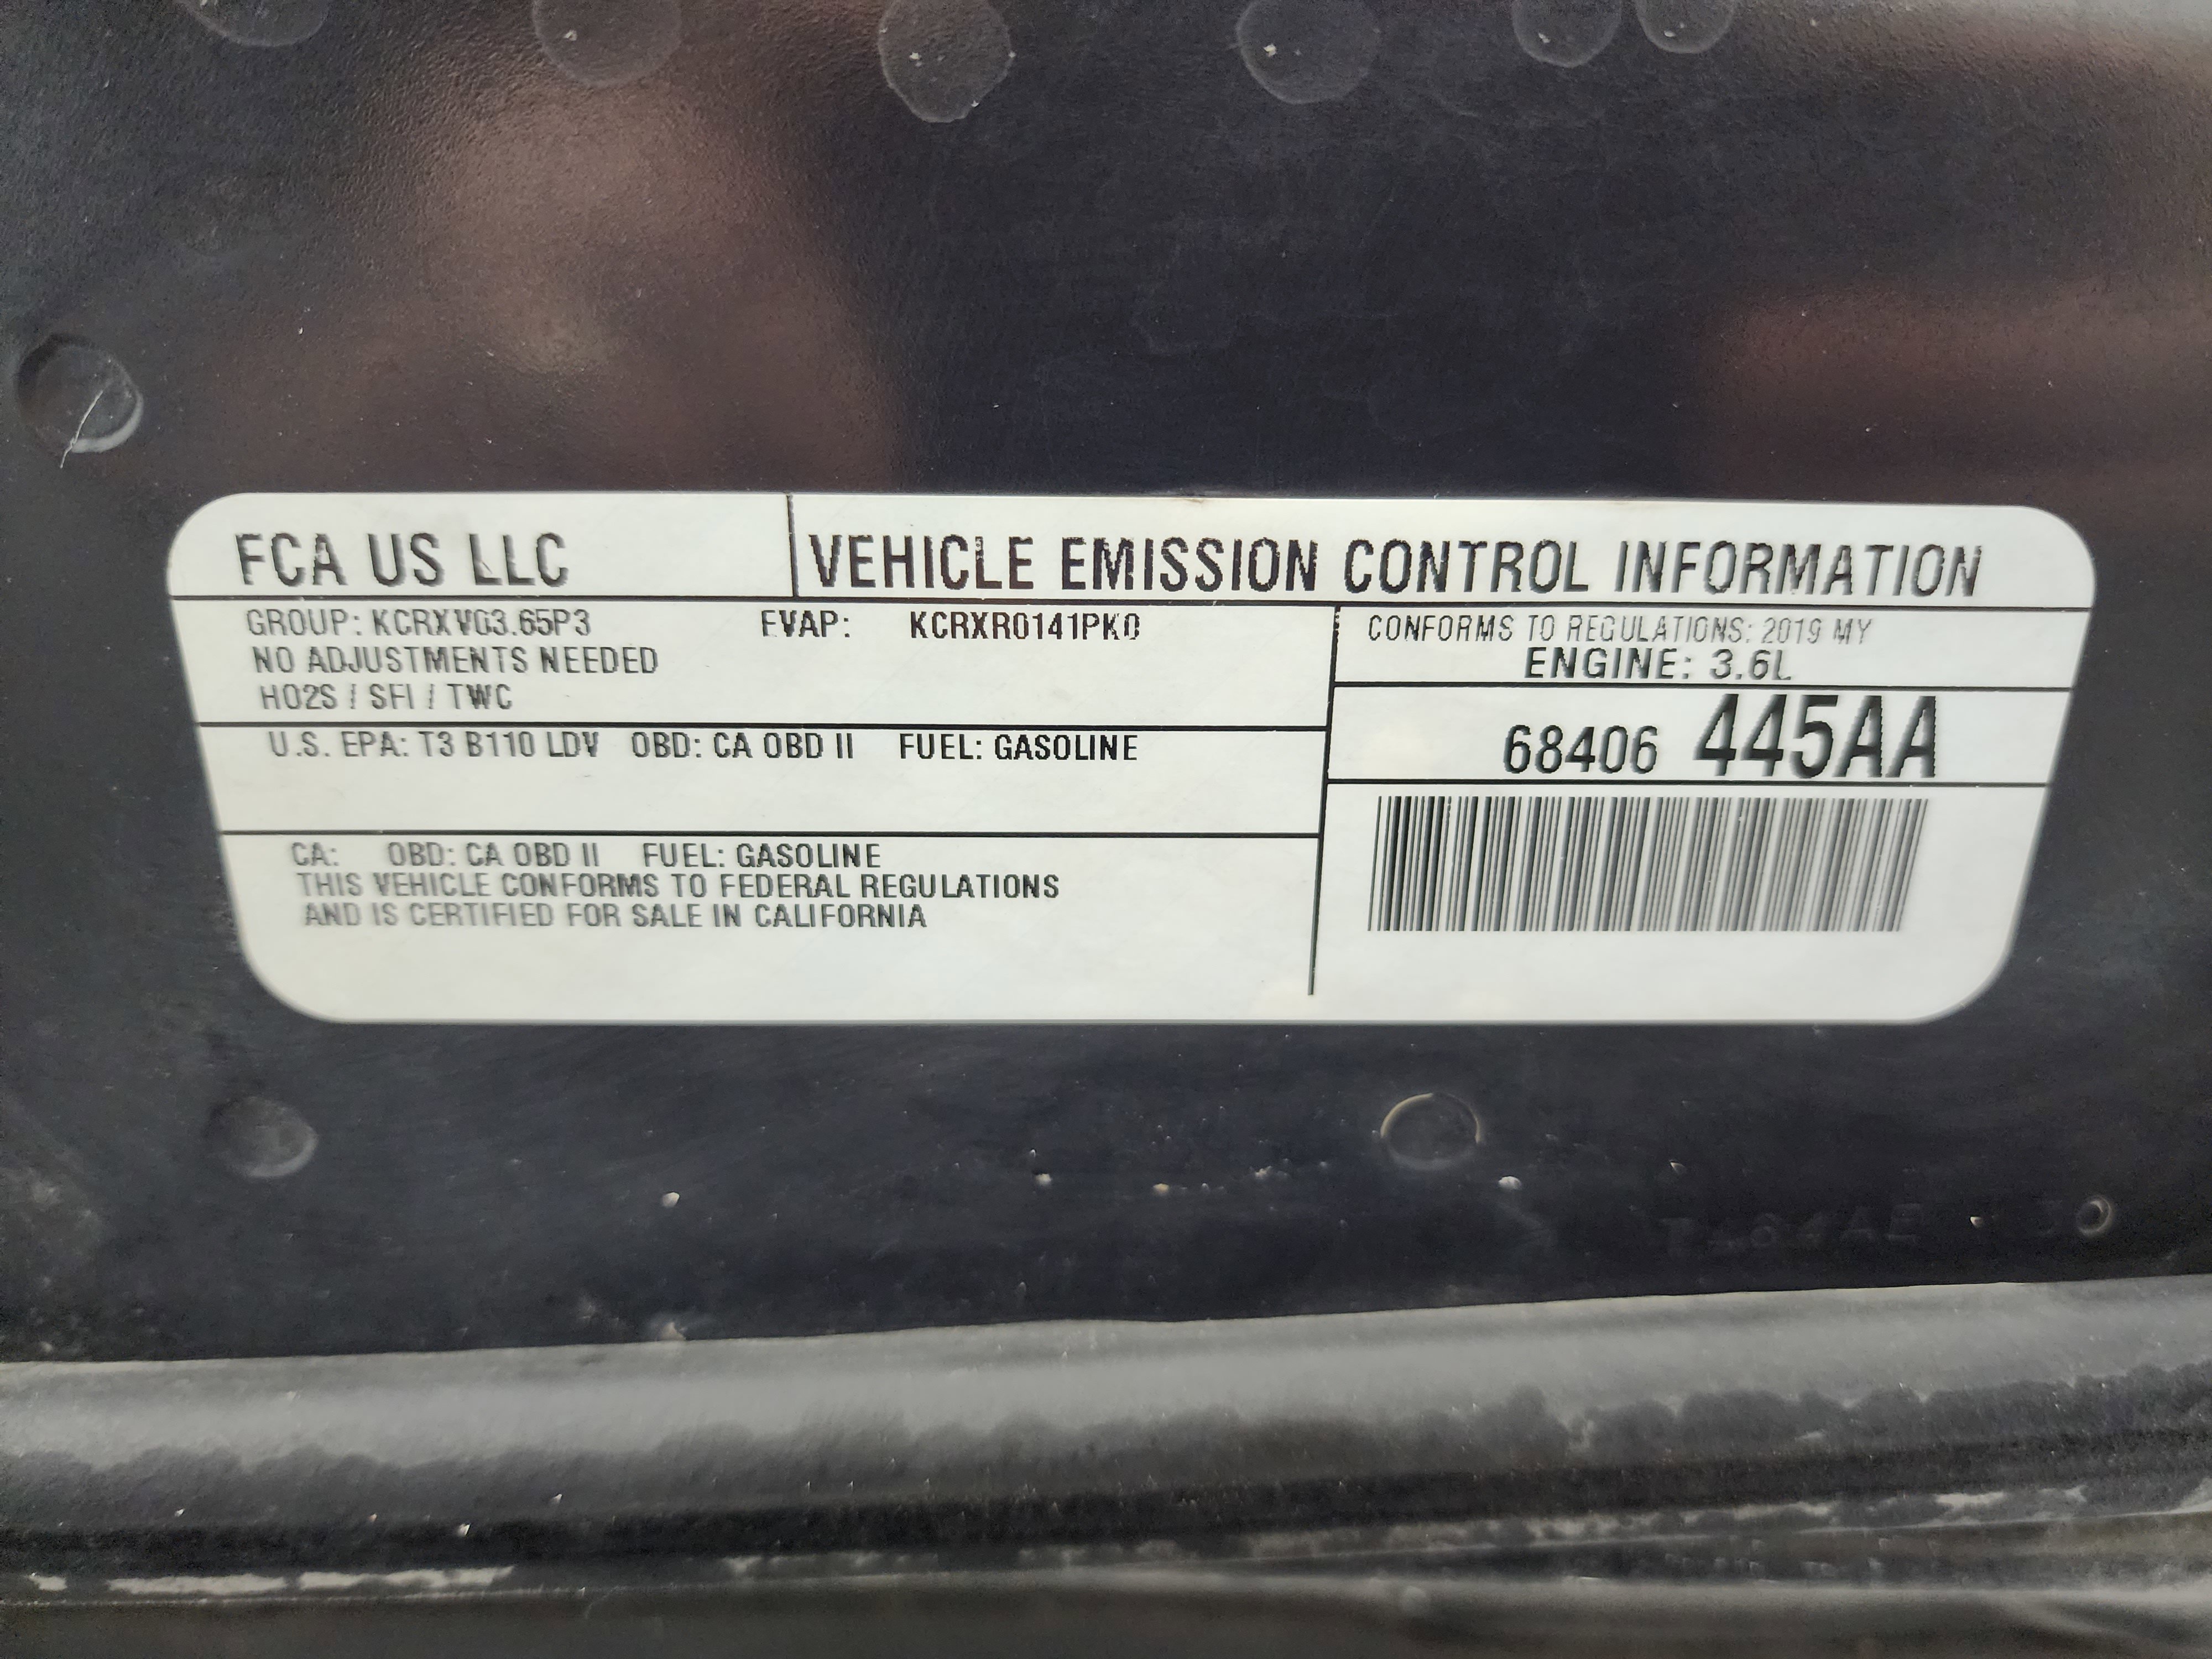 FCA US LLC
VEHICLE EMISSION CONTROL INFORMATION
GROUP: KCRXV03.65P3 EVAP: KCRXR0141PK0
NO ADJUSTMENTS NEEDED
HO2S / SFI / TWC
CONFORMS TO REGULATIONS: 2019 MY
ENGINE: 3.6L
U.S. EPA: T3 B110 LDV OBD: CA OBD II FUEL: GASOLINE
68406 445AA
CA: OBD: CA OBD II FUEL: GASOLINE
THIS VEHICLE CONFORMS TO FEDERAL REGULATIONS
AND IS CERTIFIED FOR SALE IN CALIFORNIA